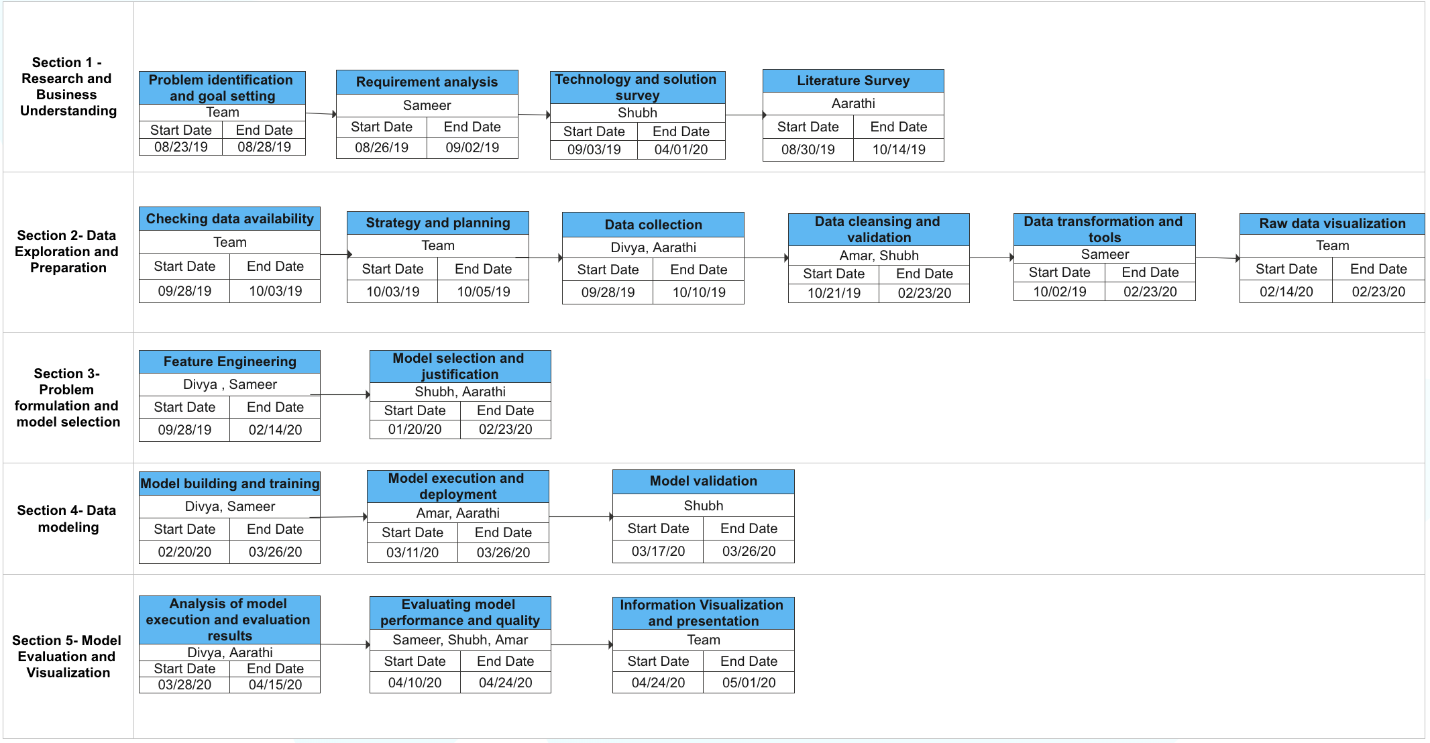 Section 1 -
Research and
Business
Understanding
Problem identification
and goal setting
Team
Start Date End Date
08/23/19 08/28/19
Requirement analysis
Sameer
Start Date End Date
08/26/19 09/02/19
Technology and solution
survey
Shubh
Start Date End Date
09/03/19 04/01/20
Literature Survey
Aarathi
Start Date End Date
08/30/19 10/14/19
Section 2- Data
Exploration and
Preparation
Checking data availability
Team
Start Date End Date
09/28/19 10/03/19
Strategy and planning
Team
Start Date End Date
10/03/19 10/05/19
Data collection
Divya, Aarathi
Start Date End Date
09/28/19 10/10/19
Data cleansing and
validation
Amar, Shubh
Start Date End Date
10/21/19 02/23/20
Data transformation and
tools
Sameer
Start Date End Date
10/02/19 02/23/20
Raw data visualization
Team
Start Date End Date
02/14/20 02/23/20
Section 3-
Problem
formulation and
model selection
Feature Engineering
Divya , Sameer
Start Date End Date
09/28/19 02/14/20
Model selection and
justification
Shubh, Aarathi
Start Date End Date
01/20/20 02/23/20
Section 4- Data
modeling
Model building and training
Divya, Sameer
Start Date End Date
02/20/20 03/26/20
Model execution and
deployment
Amar, Aarathi
Start Date End Date
03/11/20 03/26/20
Model validation
Shubh
Start Date End Date
03/17/20 03/26/20
Section 5- Model
Evaluation and
Visualization
Analysis of model
execution and evaluation
results
Divya, Aarathi
Start Date End Date
03/28/20 04/15/20
Evaluating model
performance and quality
Sameer, Shubh, Amar
Start Date End Date
04/10/20 04/24/20
Information Visualization
and presentation
Team
Start Date End Date
04/24/20 05/01/20